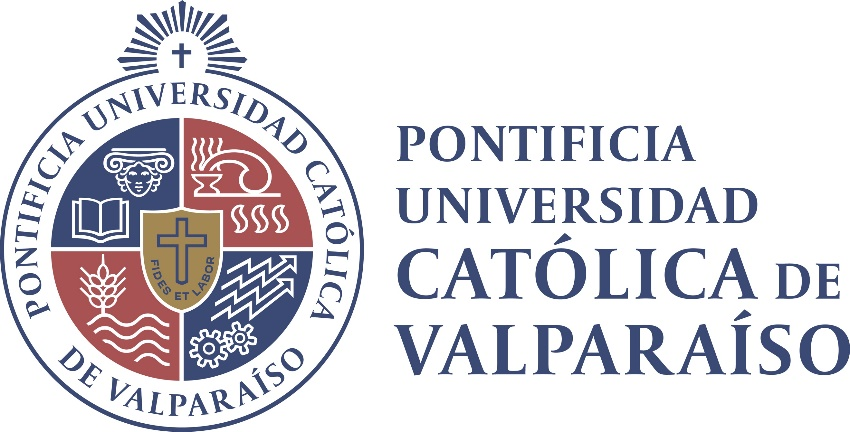 PONTIFICIA UNIVERSIDAD CATÓLICA
DE VALPARAÍSO
FIDES ET LABOR
PONTIFICIA
UNIVERSIDAD
CATÓLICA DE
VALPARAÍSO